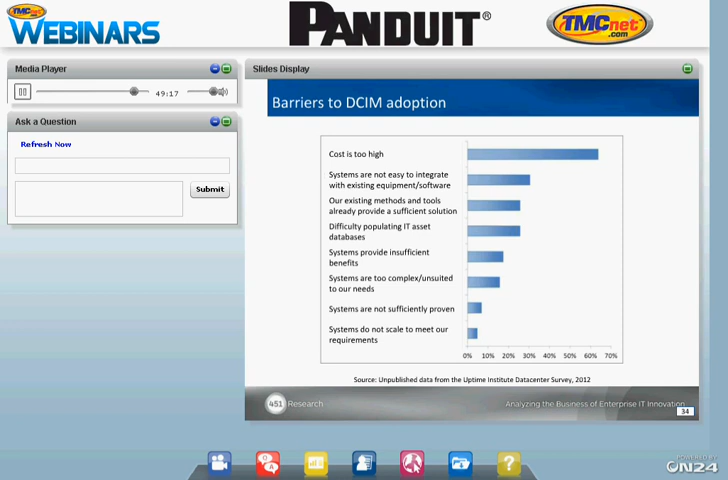 TMCnet
WEBINARS
PANDUIT®
TMCnet
.com
Media Player
49:17
Ask a Question
Refresh Now
Submit
Slides Display
Barriers to DCIM adoption
Cost is too high
Systems are not easy to integrate
with existing equipment/software
Our existing methods and tools
already provide a sufficient solution
Difficulty populating IT asset
databases
Systems provide insufficient
benefits
Systems are too complex/unsuited
to our needs
Systems are not sufficiently proven
Systems do not scale to meet our
requirements
0% 10% 20% 30% 40% 50% 60% 70%
Source: Unpublished data from the Uptime Institute Datacenter Survey, 2012
451 Research
Analyzing the Business of Enterprise IT Innovation
34
Q A
?
POWERED BY
ON24